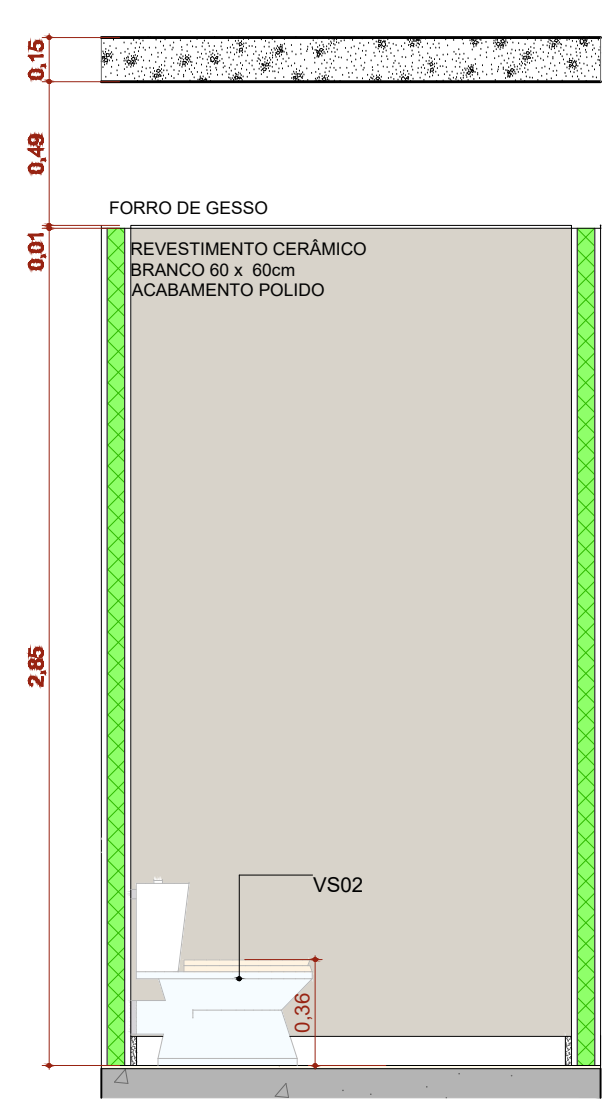 0,15
0,49
FORRO DE GESSO
0,01
REVESTIMENTO CERÂMICO
BRANCO 60 x 60cm
ACABAMENTO POLIDO
2,85
VS02
0,36